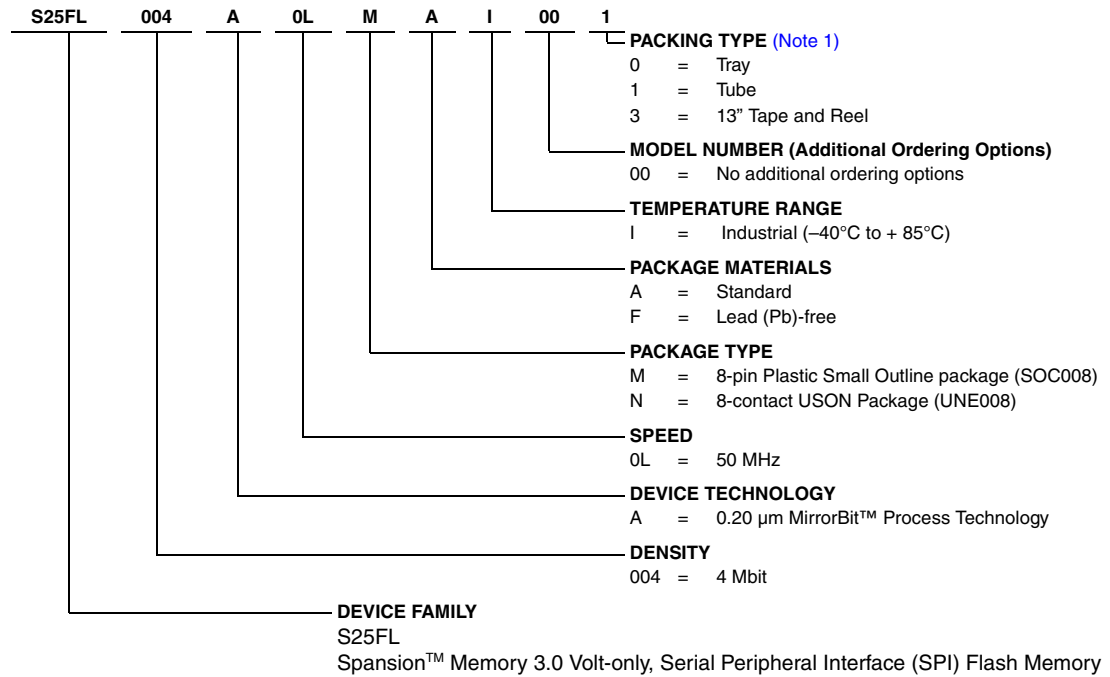 S25FL 004 A 0L M A I 00 1
PACKING TYPE (Note 1)
0 = Tray
1 = Tube
3 = 13” Tape and Reel
MODEL NUMBER (Additional Ordering Options)
00 = No additional ordering options
TEMPERATURE RANGE
I = Industrial (–40°C to + 85°C)
PACKAGE MATERIALS
A = Standard
F = Lead (Pb)-free
PACKAGE TYPE
M = 8-pin Plastic Small Outline package (SOC008)
N = 8-contact USON Package (UNE008)
SPEED
0L = 50 MHz
DEVICE TECHNOLOGY
A = 0.20 µm MirrorBit™ Process Technology
DENSITY
004 = 4 Mbit
DEVICE FAMILY
S25FL
Spansion™ Memory 3.0 Volt-only, Serial Peripheral Interface (SPI) Flash Memory